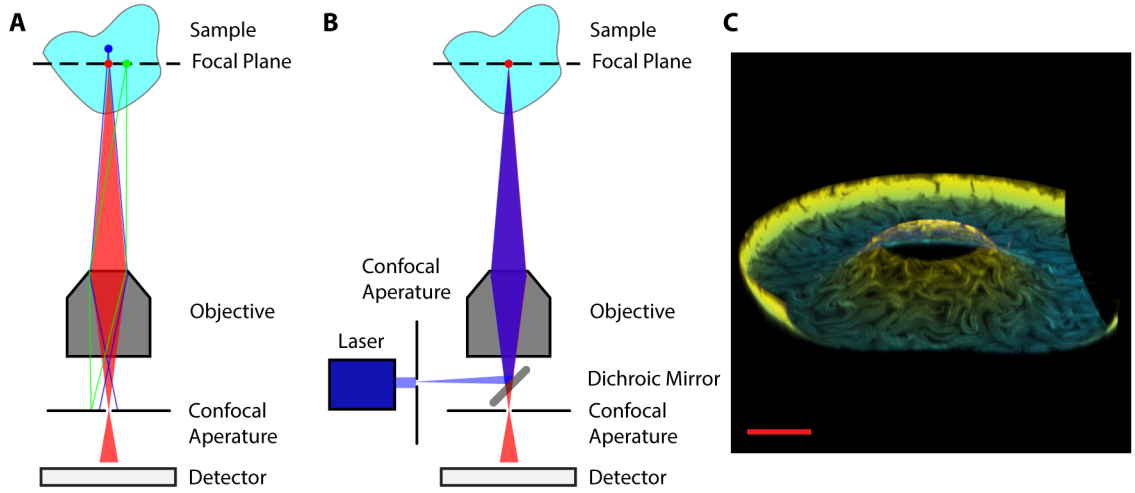 A
Sample
Focal Plane
Objective
Confocal
Aperature
Detector
B
Sample
Focal Plane
Confocal
Aperature
Objective
Laser
Dichroic Mirror
Confocal
Aperature
Detector
C